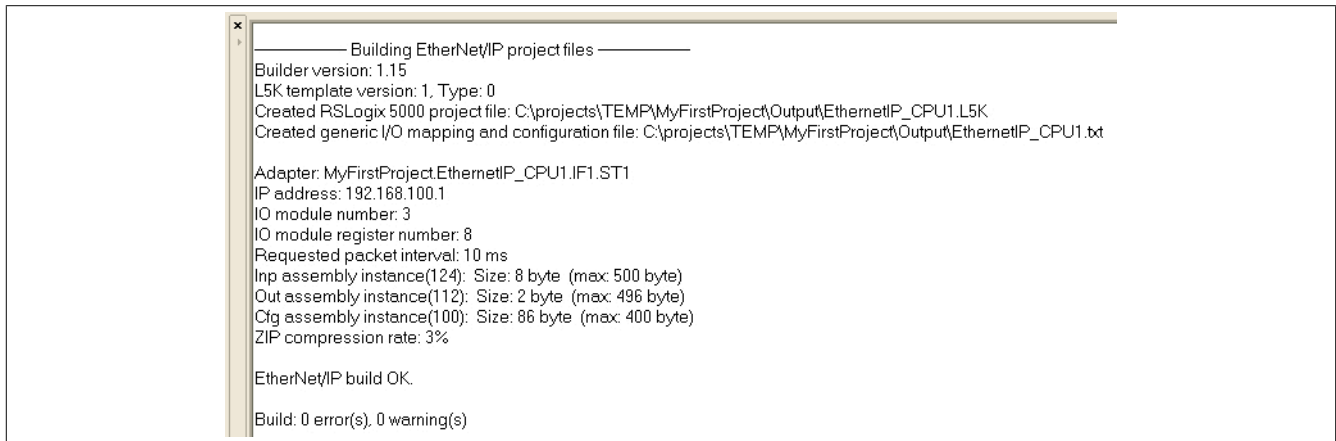 ————— Building EtherNet/IP project files —————
Builder version: 1.15
L5K template version: 1, Type: 0
Created RSLogix 5000 project file: C:\projects\TEMP\MyFirstProject\Output\EthernetIP_CPU1.L5K
Created generic I/O mapping and configuration file: C:\projects\TEMP\MyFirstProject\Output\EthernetIP_CPU1.txt
Adapter: MyFirstProject.EthernetIP_CPU1.IF1.ST1
IP address: 192.168.100.1
IO module number: 3
IO module register number: 8
Requested packet interval: 10 ms
Inp assembly instance(124): Size: 8 byte (max: 500 byte)
Out assembly instance(112): Size: 2 byte (max: 496 byte)
Cfg assembly instance(100): Size: 86 byte (max: 400 byte)
ZIP compression rate: 3%
EtherNet/IP build OK.
Build: 0 error(s), 0 warning(s)